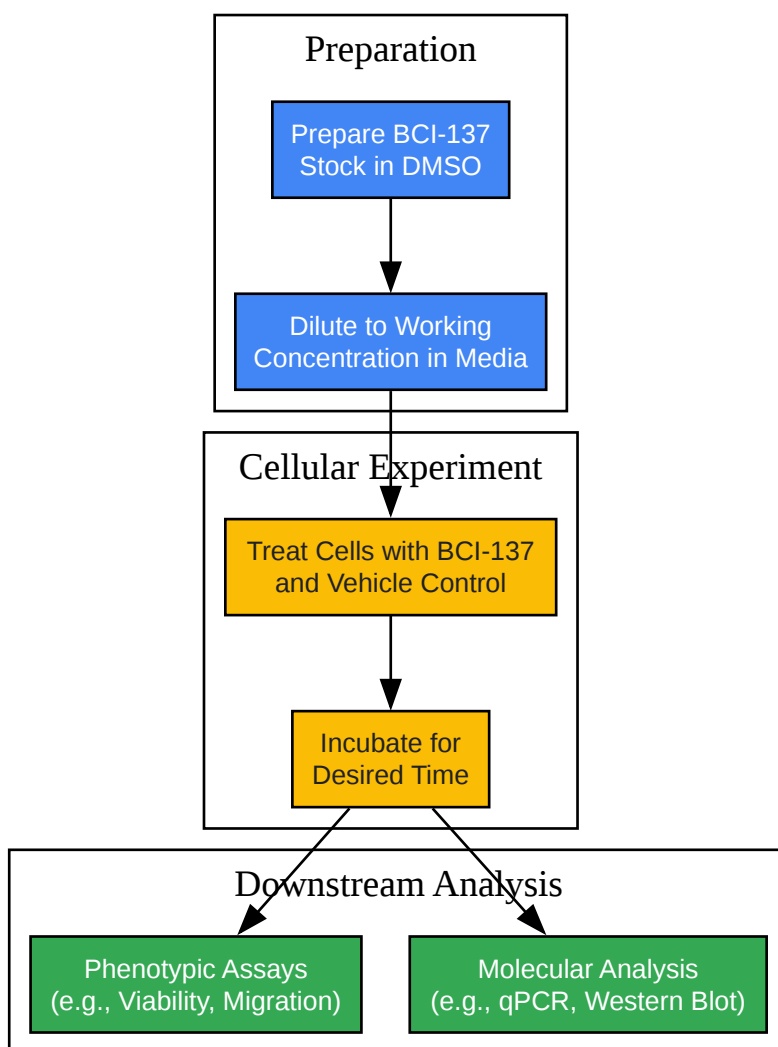 Preparation
Prepare BCI-137
Stock in DMSO
Dilute to Working
Concentration in Media
Cellular Experiment
Treat Cells with BCI-137
and Vehicle Control
Incubate for
Desired Time
Downstream Analysis
Phenotypic Assays
(e.g., Viability, Migration)
Molecular Analysis
(e.g., qPCR, Western Blot)